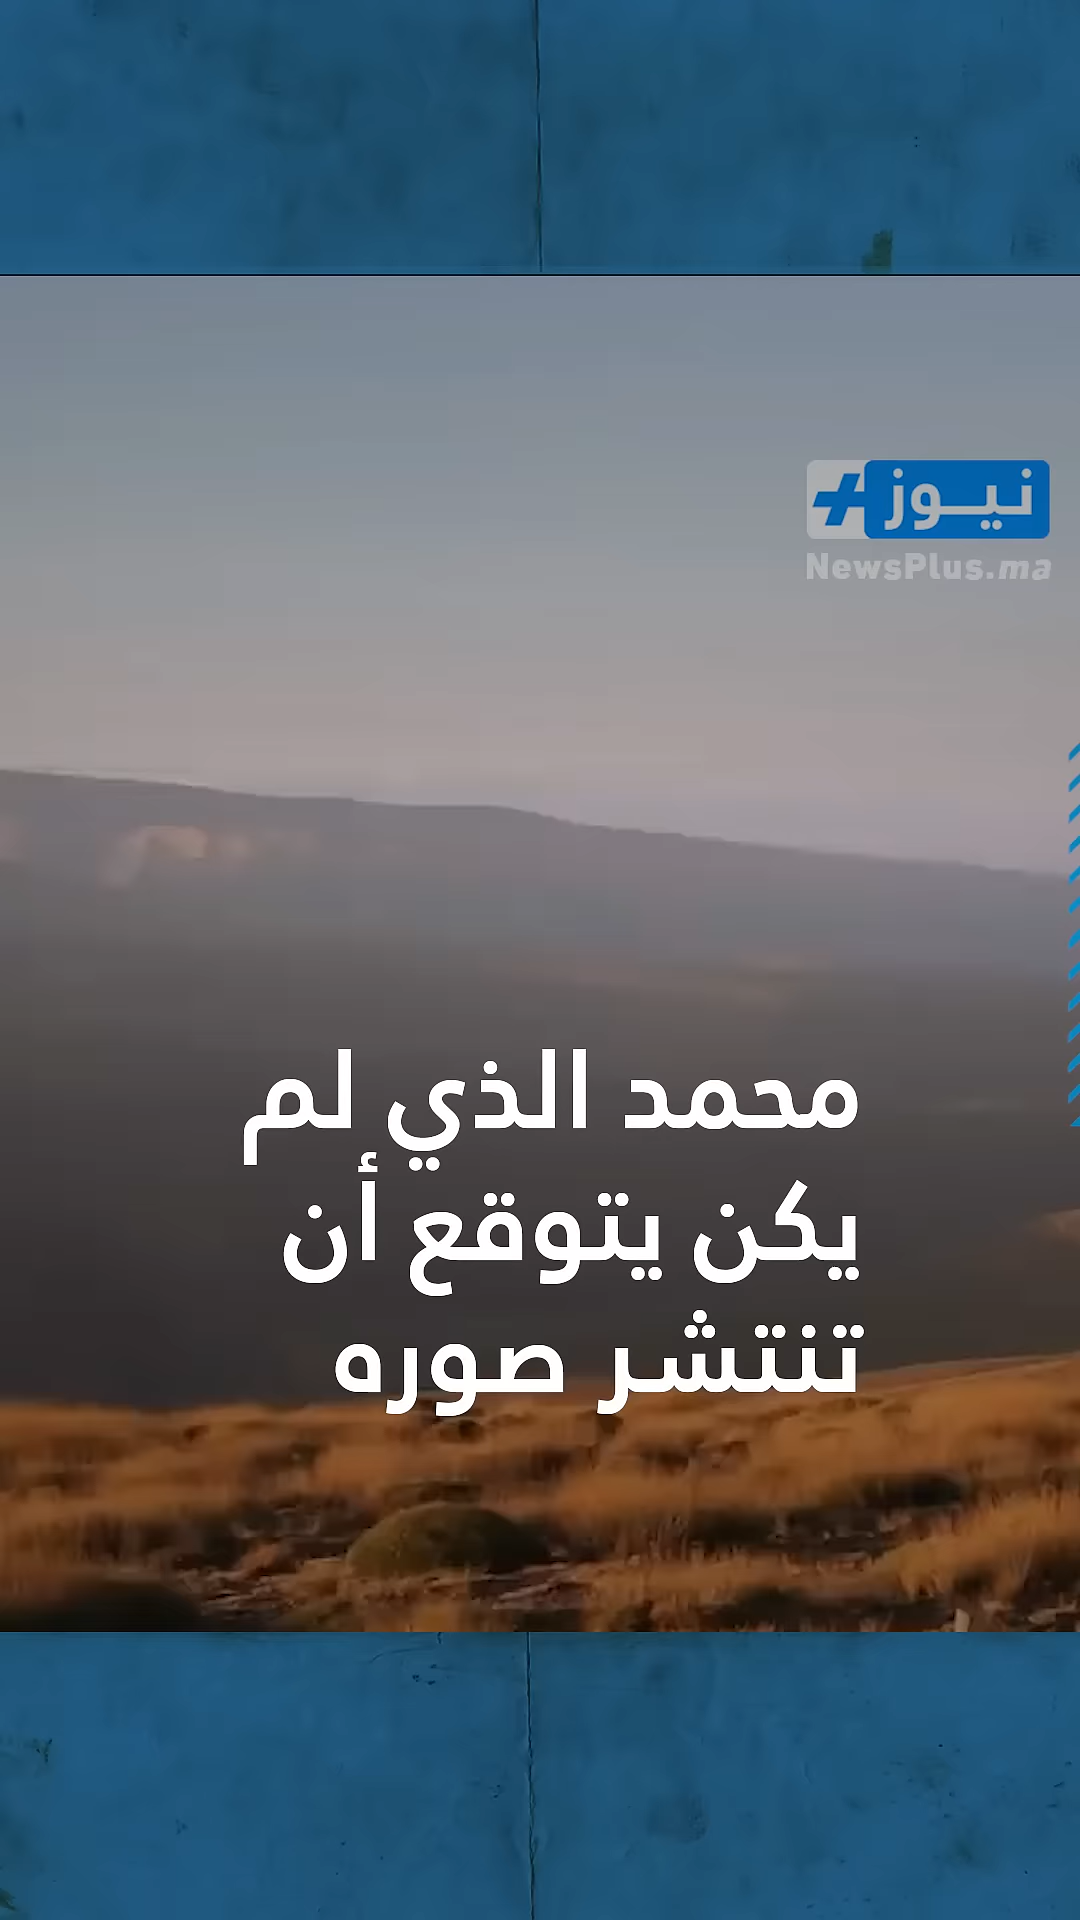 نيوز+
NewsPlus.ma
محمد الذي لم
يكن يتوقع أن
تنتشر صوره